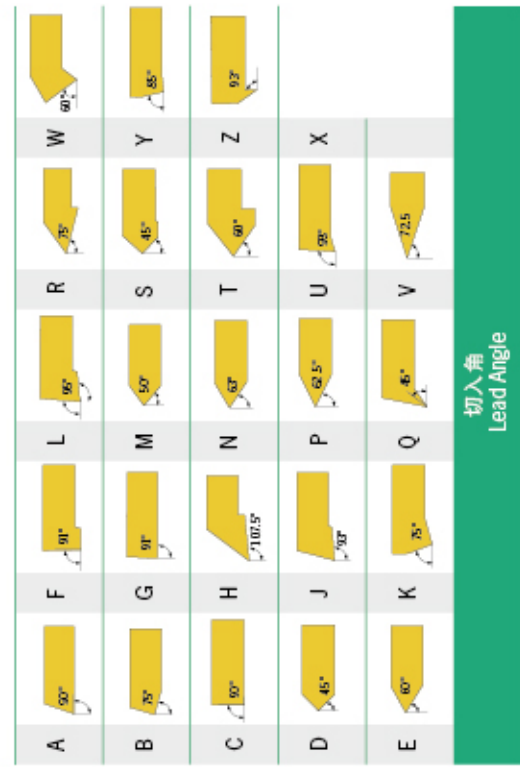 A 90° F 91° L 95° R 75° W 60°
B 75° G 91° M 50° S 45° Y 85°
C 90° H 107.5° N 63° T 60° Z 93°
D 45° J 93° P 62.5° U 93° X
E 60° K 75° Q 45° V 72.5
切入角
Lead Angle